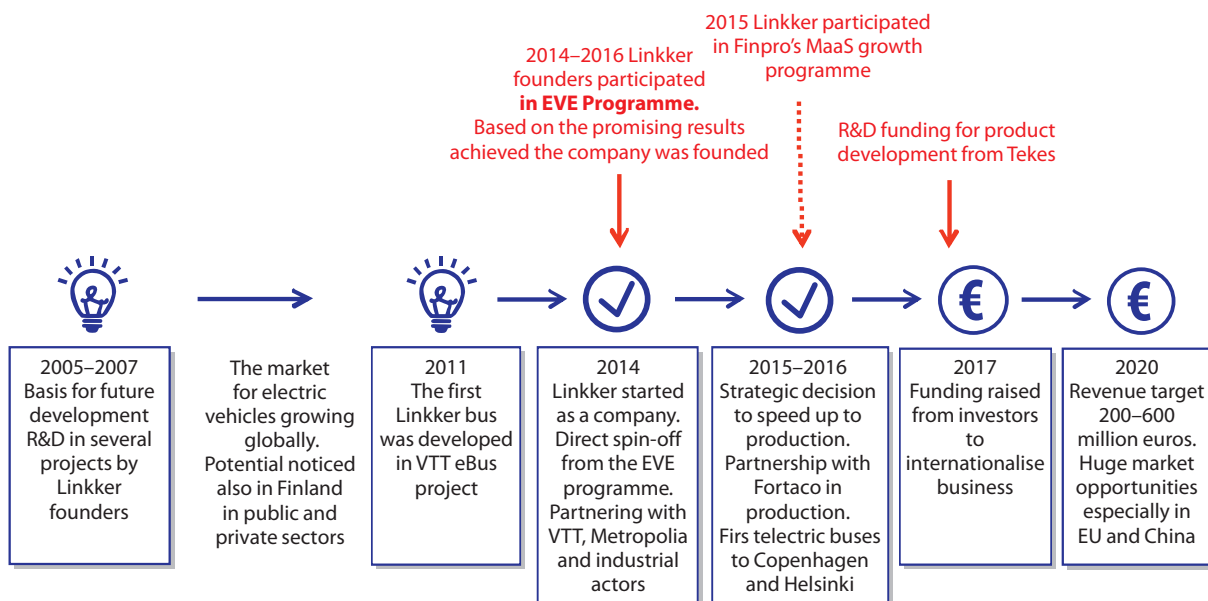 2014–2016 Linkker
founders participated
in EVE Programme.
Based on the promising results
achieved the company was founded
2015 Linkker participated
in Finpro’s MaaS growth
programme
R&D funding for product
development from Tekes
€
€
2005–2007
Basis for future
development
R&D in several
projects by
Linkker
founders
The market
for electric
vehicles growing
globally.
Potential noticed
also in Finland
in public and
private sectors
2011
The first
Linkker bus
was developed
in VTT eBus
project
2014
Linkker started
as a company.
Direct spin-off
from the EVE
programme.
Partnering with
VTT, Metropolia
and industrial
actors
2015–2016
Strategic decision
to speed up to
production.
Partnership with
Fortaco in
production.
Firs telectric buses
to Copenhagen
and Helsinki
2017
Funding raised
from investors
to
internationalise
business
2020
Revenue target
200–600
million euros.
Huge market
opportunities
especially in
EU and China